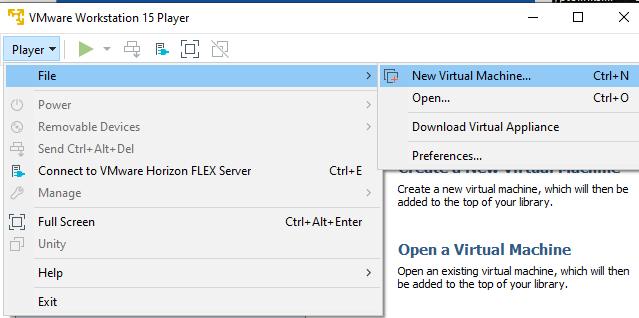 VMware Workstation 15 Player
Player
File
New Virtual Machine... Ctrl+N
Open... Ctrl+O
Download Virtual Appliance
Preferences...
Power
Removable Devices
Send Ctrl+Alt+Del
Connect to VMware Horizon FLEX Server Ctrl+E
Manage
Full Screen Ctrl+Alt+Enter
Unity
Help
Exit
Create a New Virtual Machine
Create a new virtual machine, which will then be
added to the top of your library.
Open a Virtual Machine
Open an existing virtual machine, which will then
be added to the top of your library.